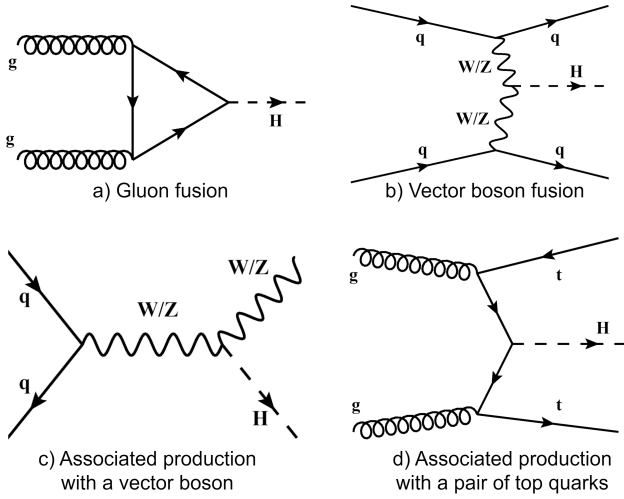 g
g
H
a) Gluon fusion
q
q
W/Z
H
W/Z
q
q
b) Vector boson fusion
q
W/Z
W/Z
q
H
c) Associated production
with a vector boson
g
t
H
g
t
d) Associated production
with a pair of top quarks